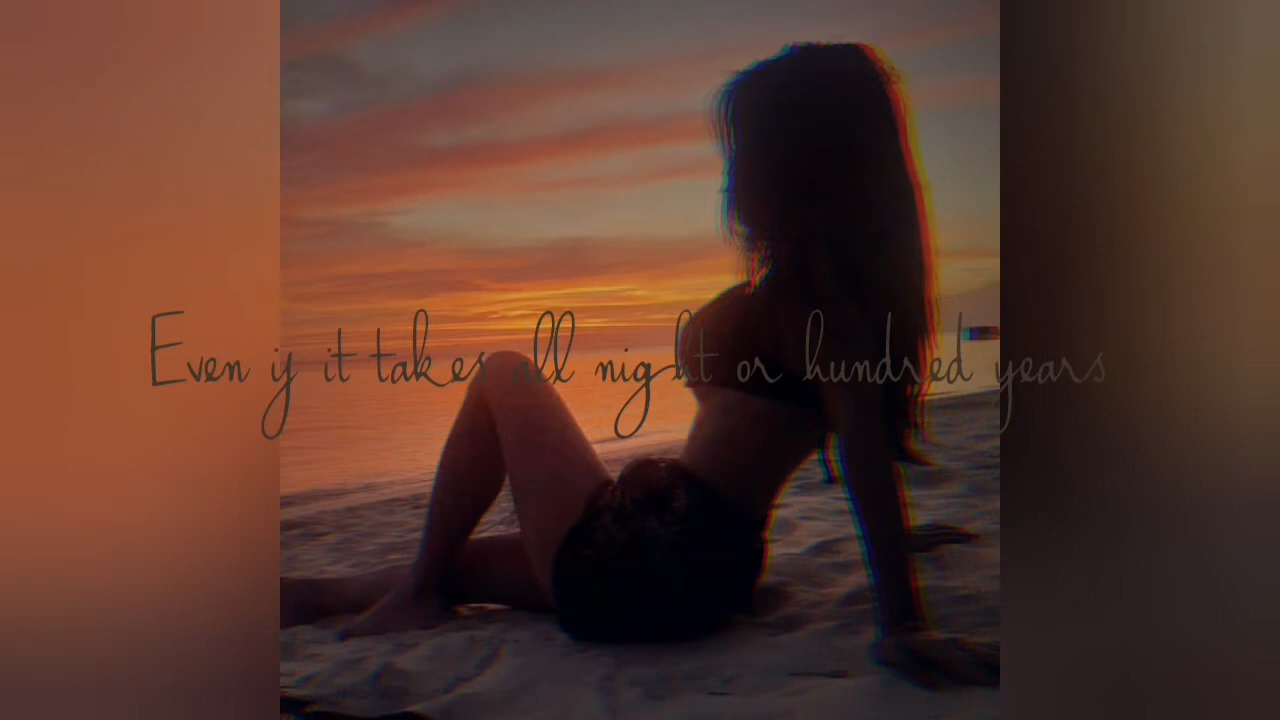 Even if it takes all night or hundred years